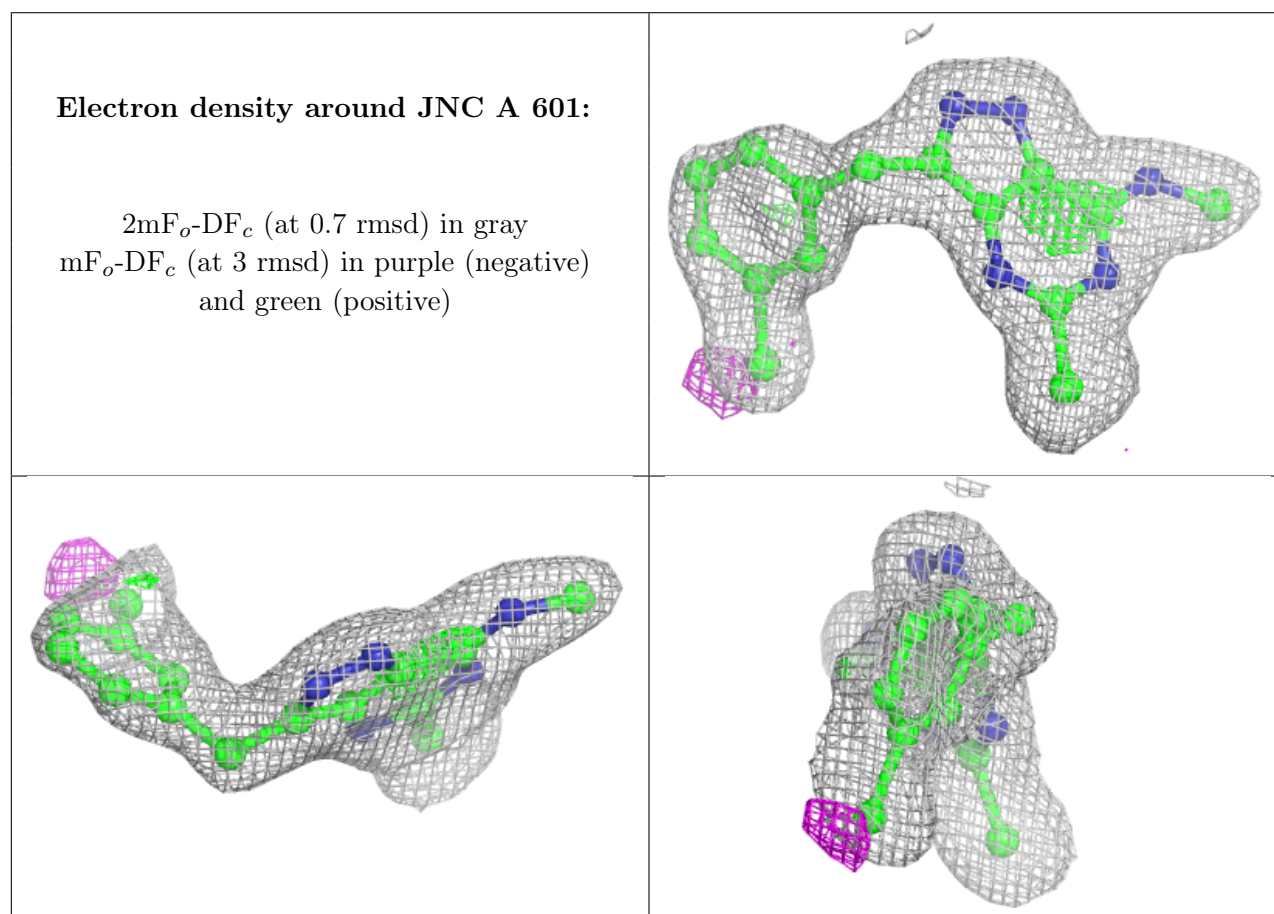 Electron density around JNC A 601:
2mFo-DFc (at 0.7 rmsd) in gray
mFo-DFc (at 3 rmsd) in purple (negative)
and green (positive)